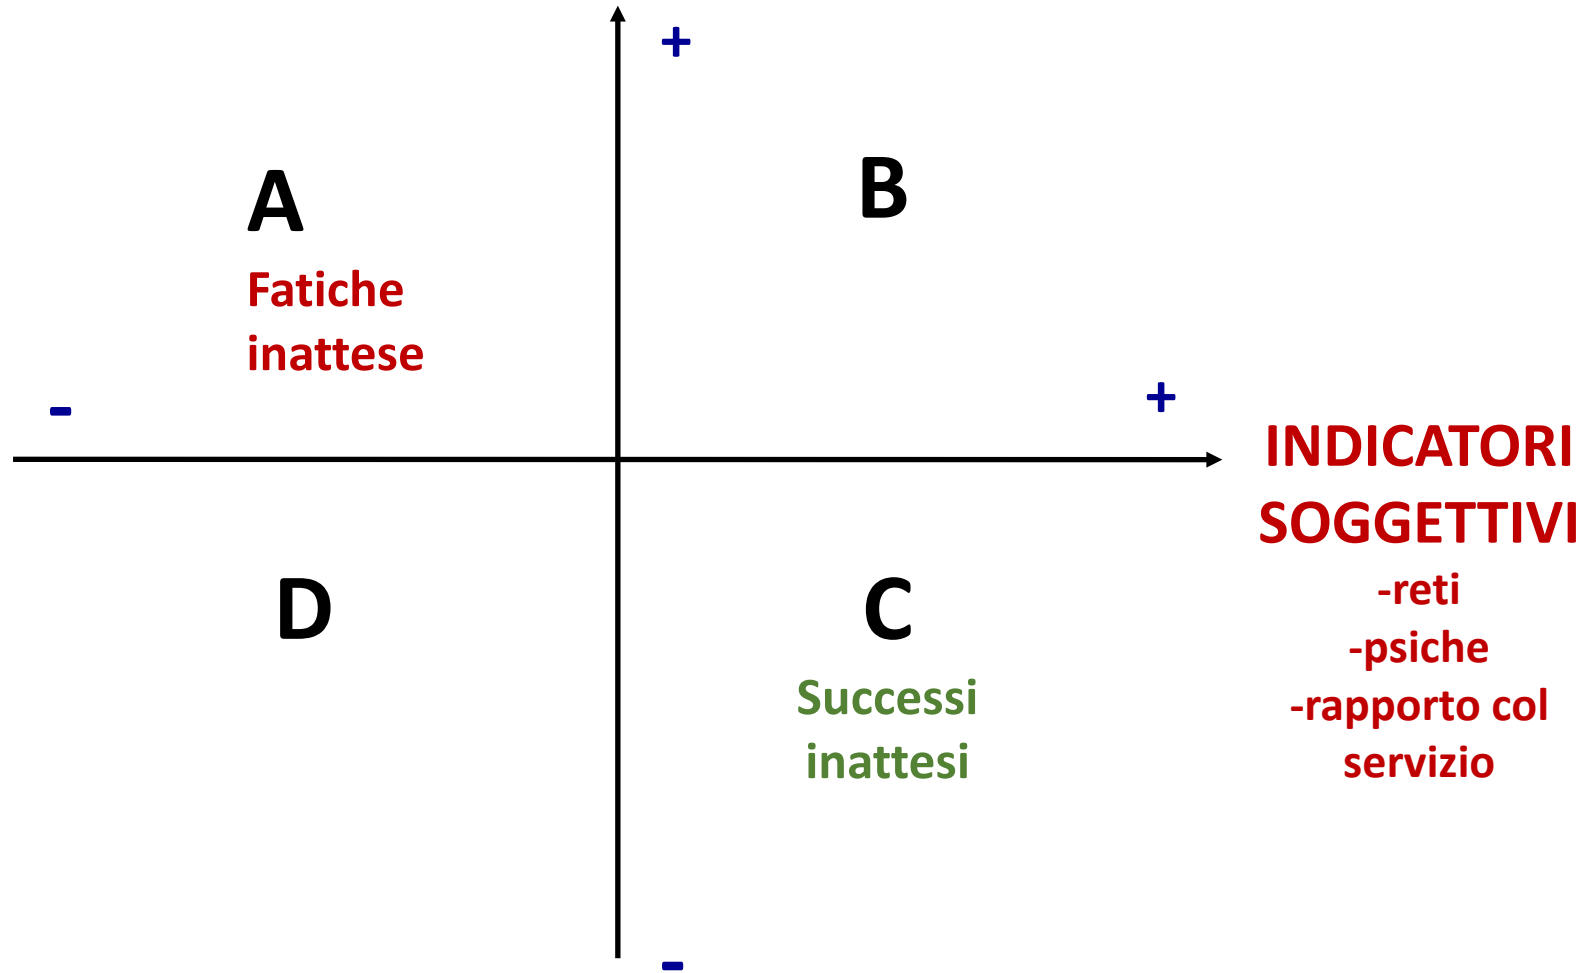 +
A
B
Fatiche
inattese
-
+
INDICATORI
SOGGETTIVI
-reti
-psiche
-rapporto col
servizio
D
C
Successi
inattesi
-